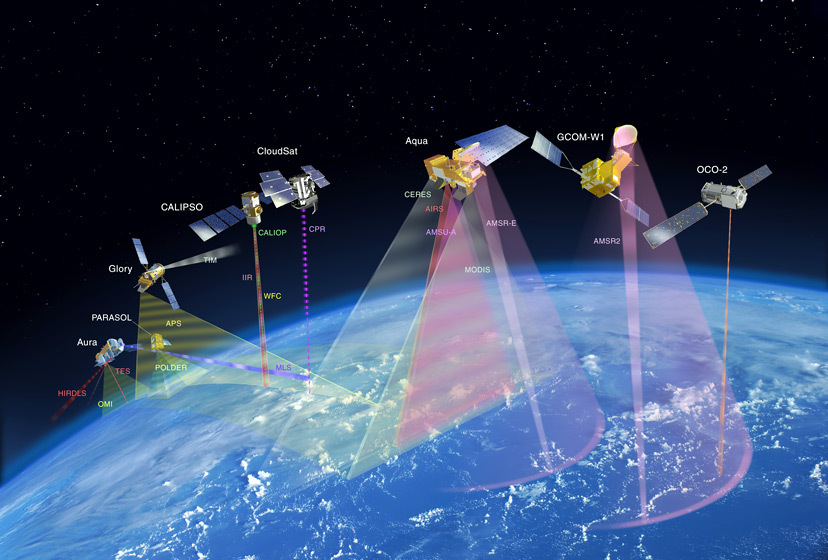 Aqua
GCOM-W1
CloudSat
OCO-2
CERES
CALIPSO
AIRS
AMSR-E
CALIOP
CPR
AMSU-A
AMSR2
TIM
Glory
MODIS
IIR
WFC
PARASOL
APS
Aura
POLDER
MLS
TES
HIRDLS
OMI